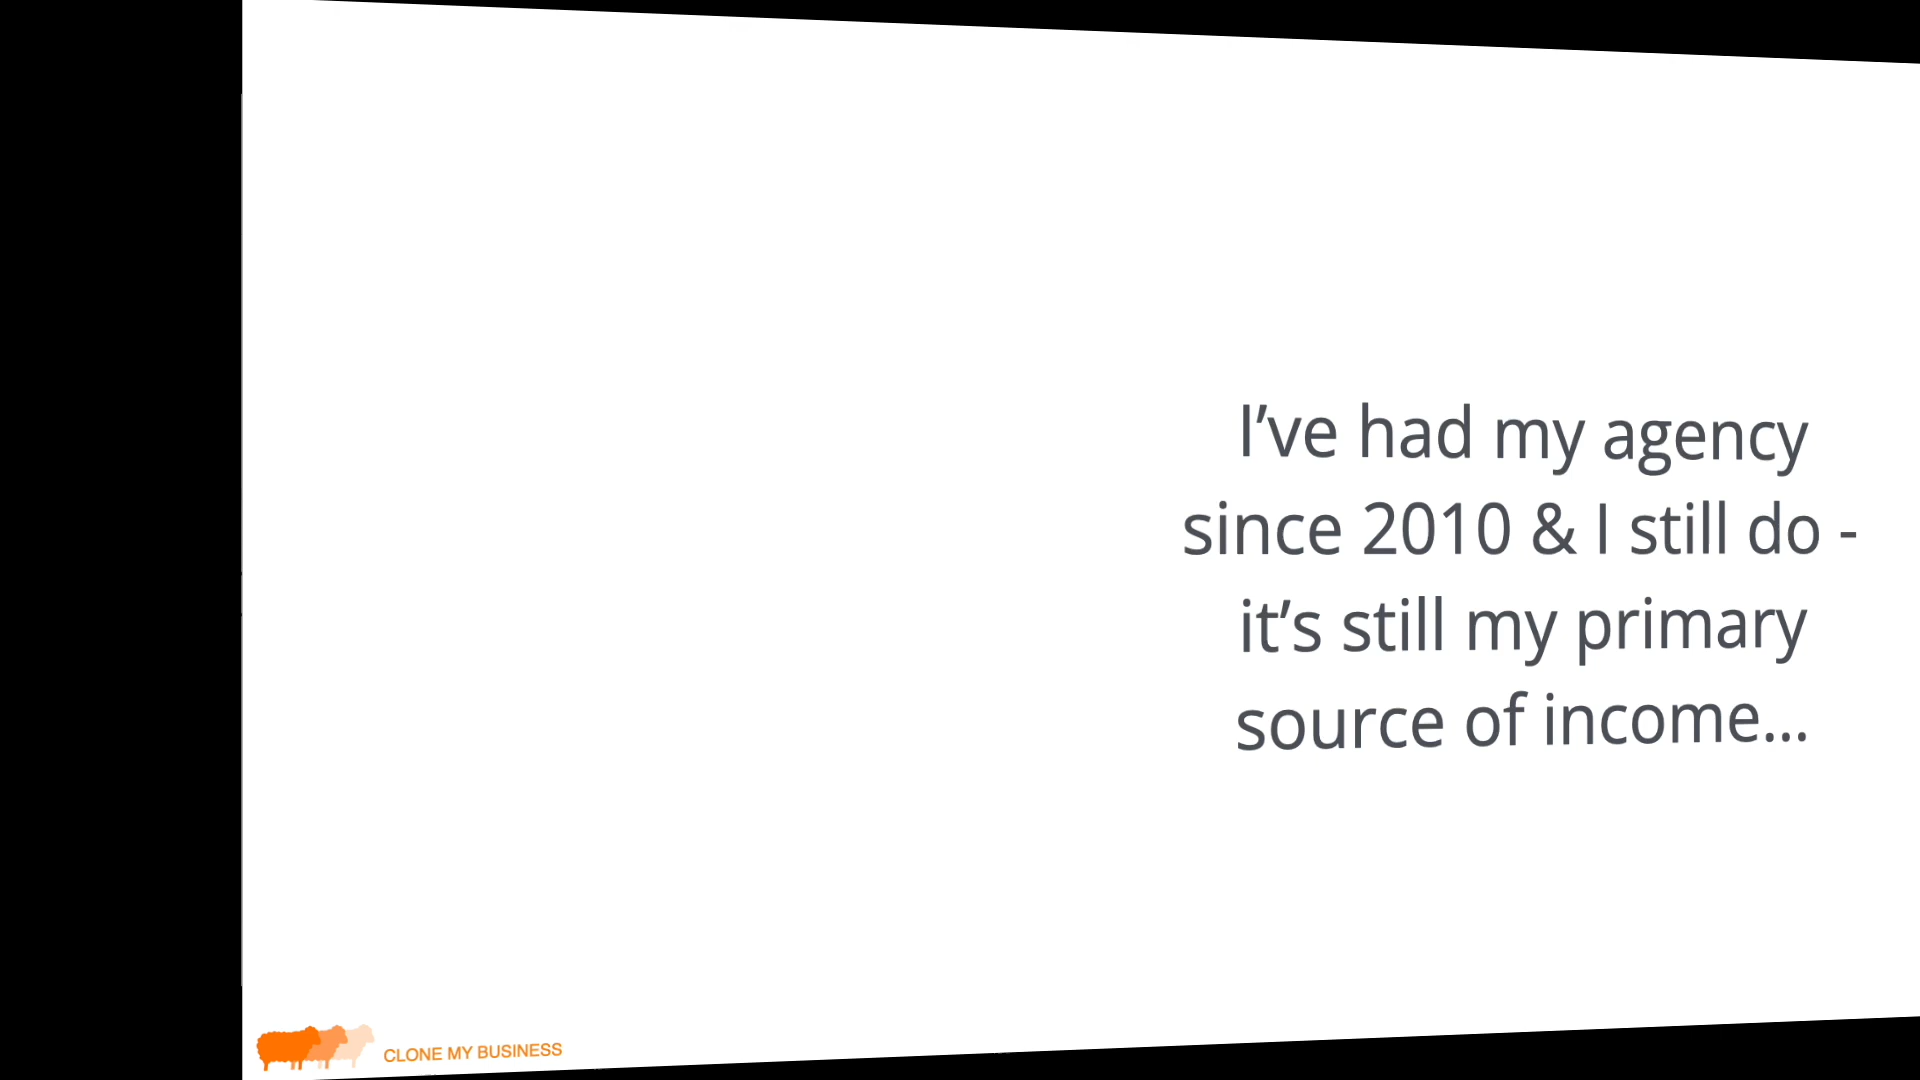 I’ve had my agency
since 2010 & I still do -
it’s still my primary
source of income...
CLONE MY BUSINESS